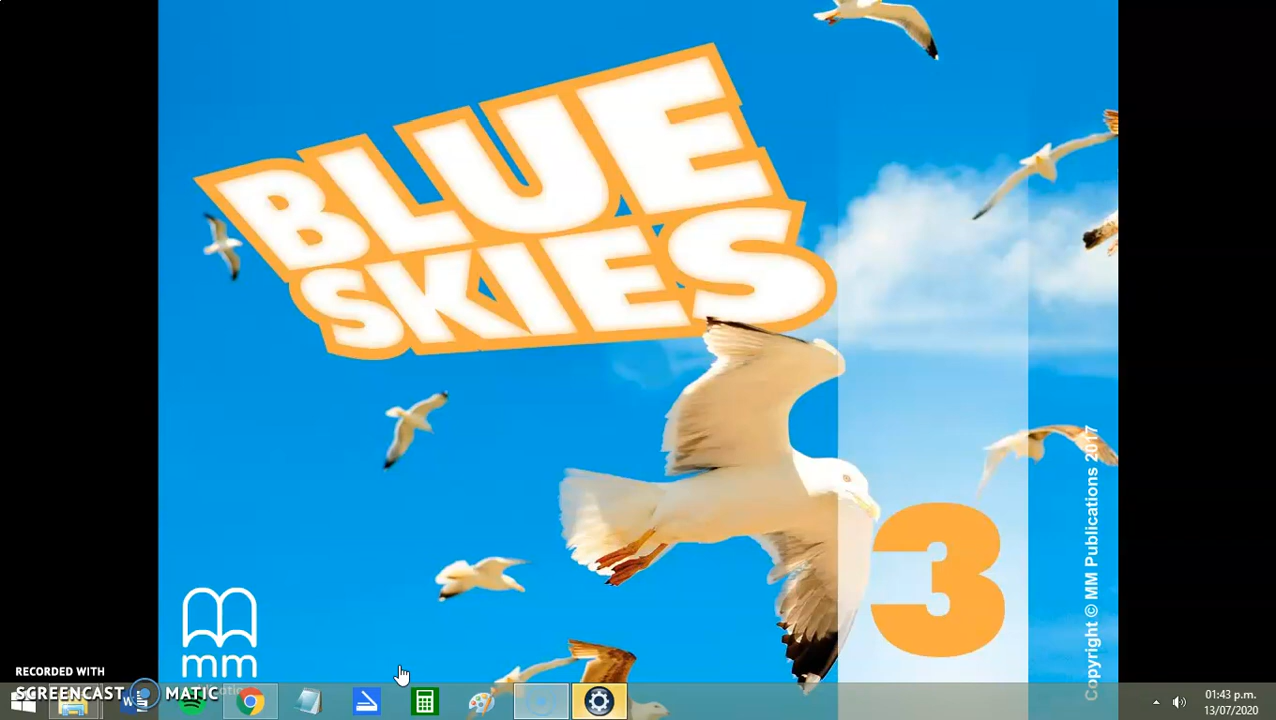 BLUE
SKIES
3
Copyright © MM Publications 2017
mm
RECORDED WITH
SCREENCAST MATIC
01:43 p.m.
13/07/2020